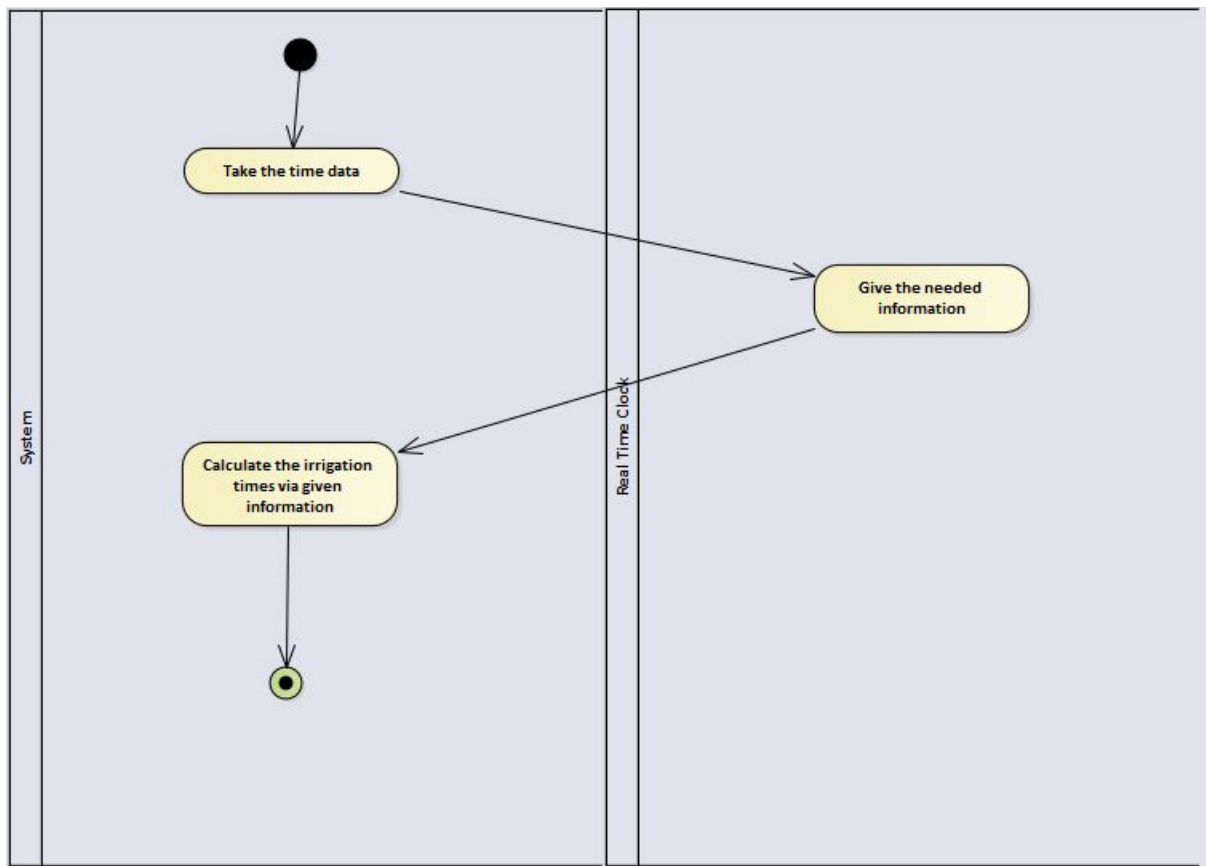 System
Take the time data
Calculate the irrigation
times via given
information
Real Time Clock
Give the needed
information